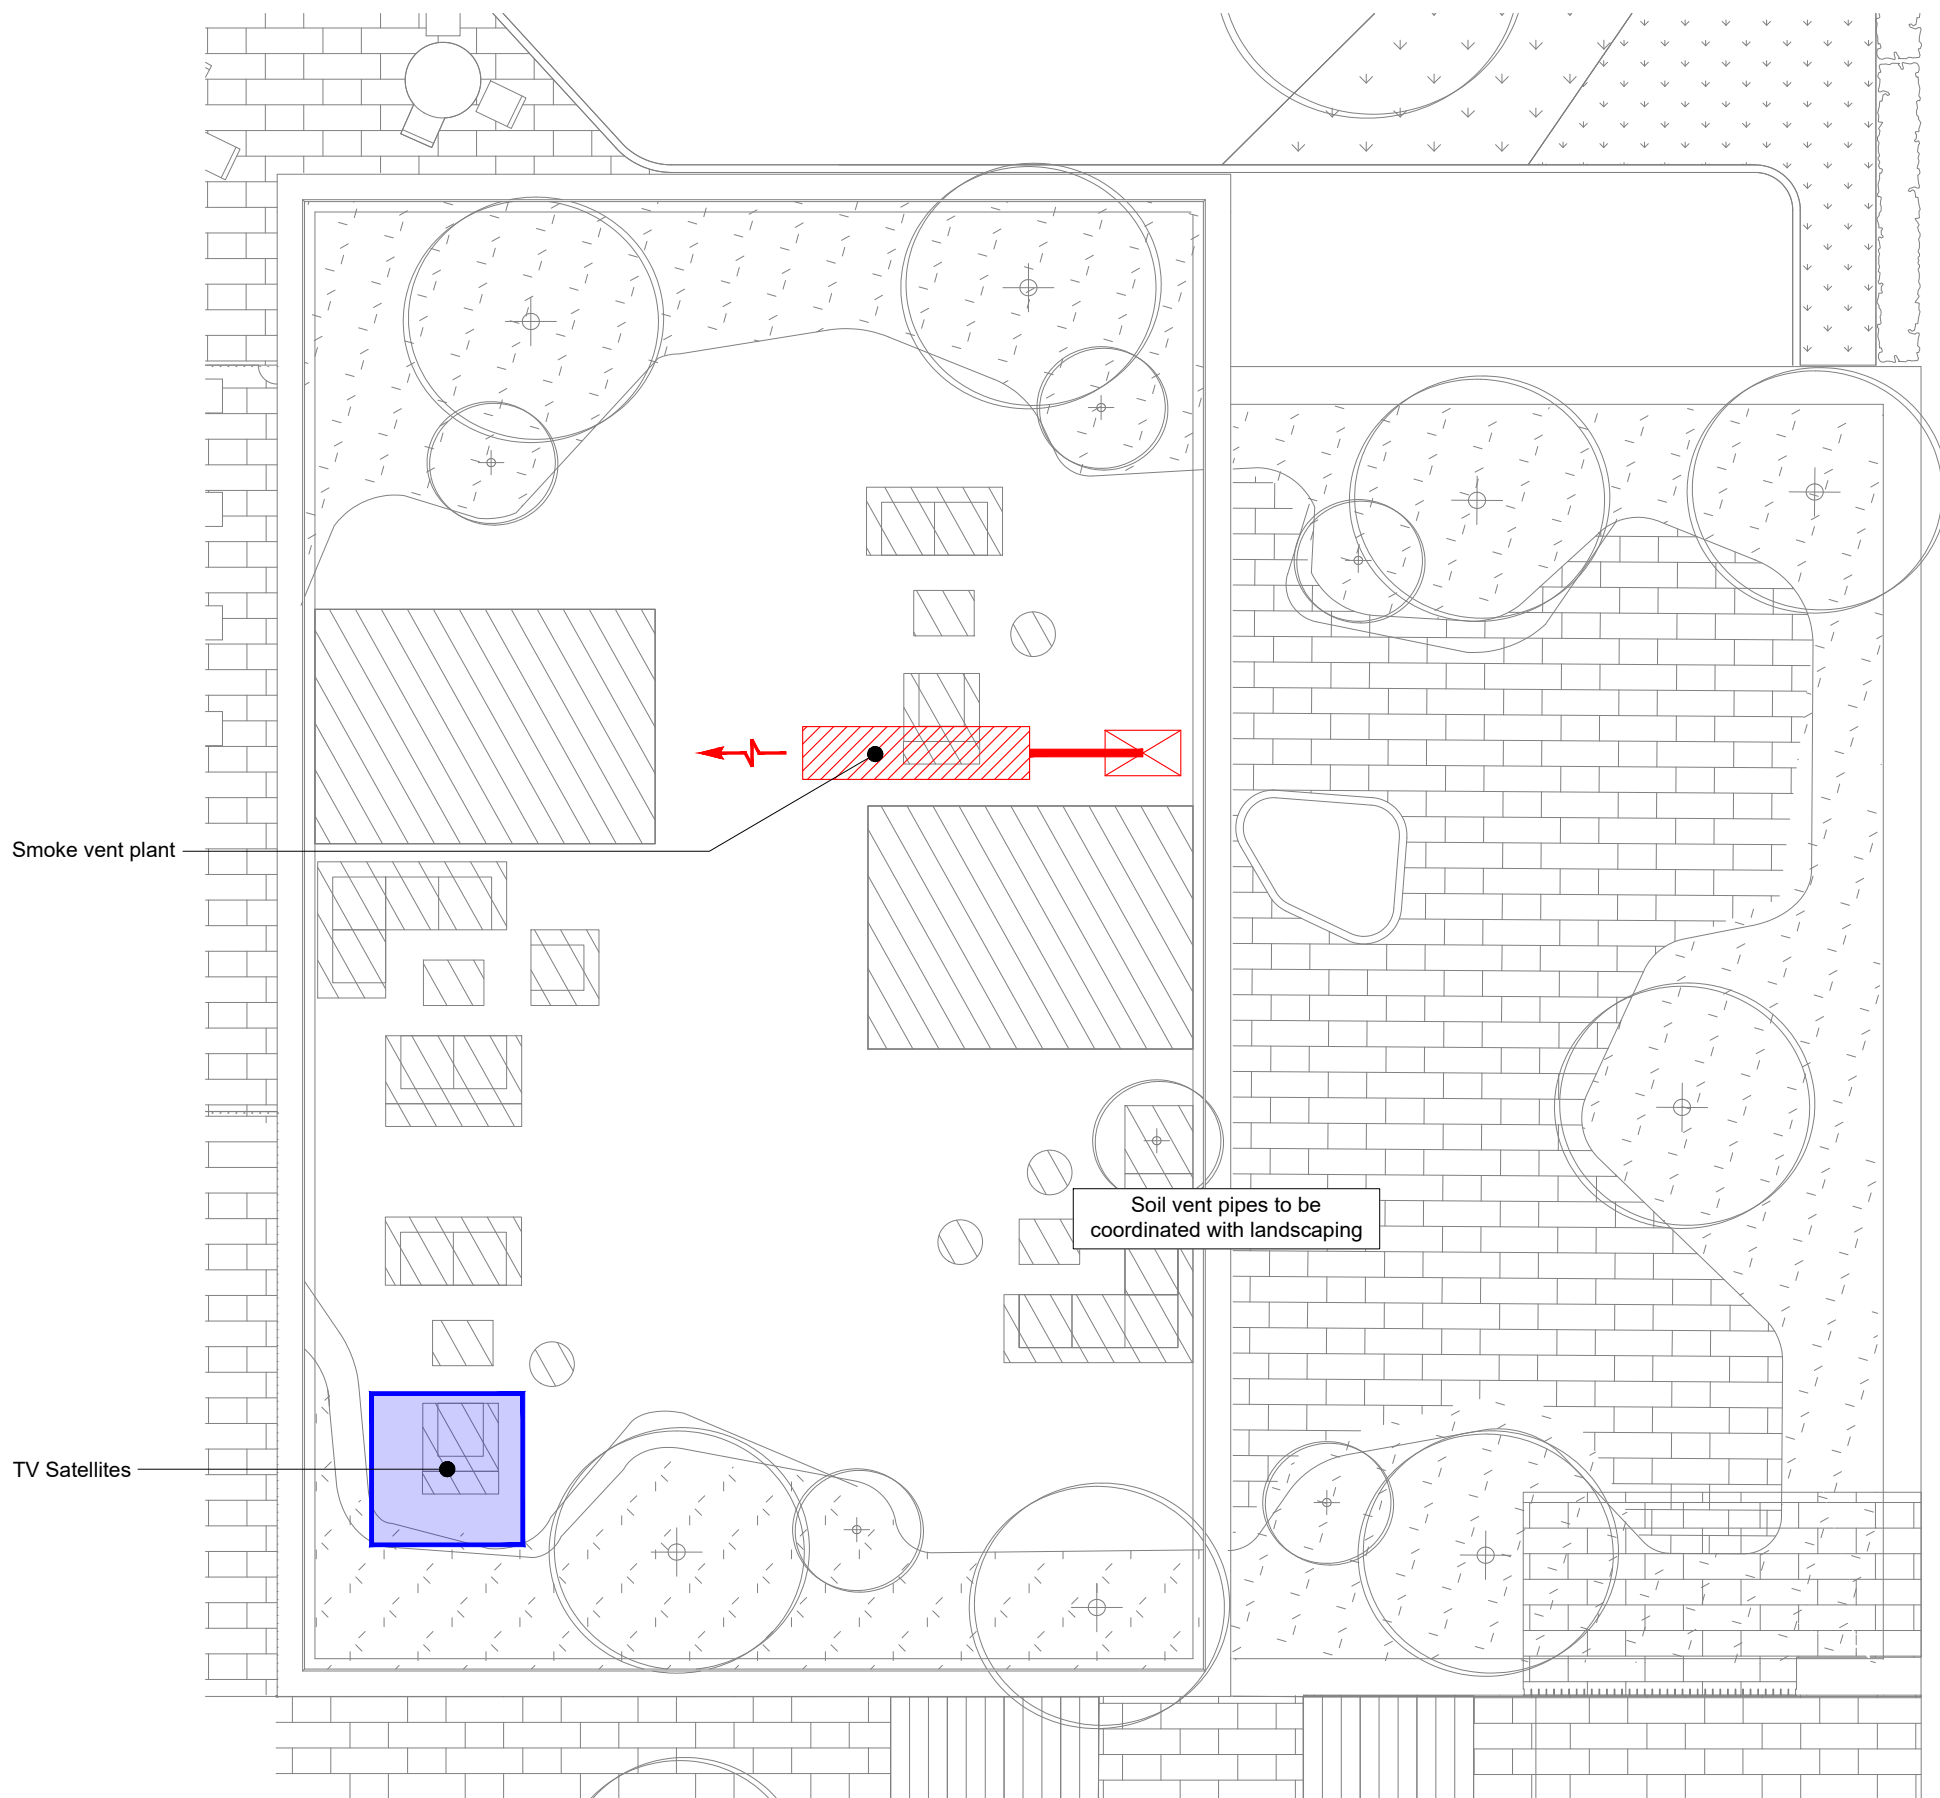 Smoke vent plant
Soil vent pipes to be
coordinated with landscaping
TV Satellites